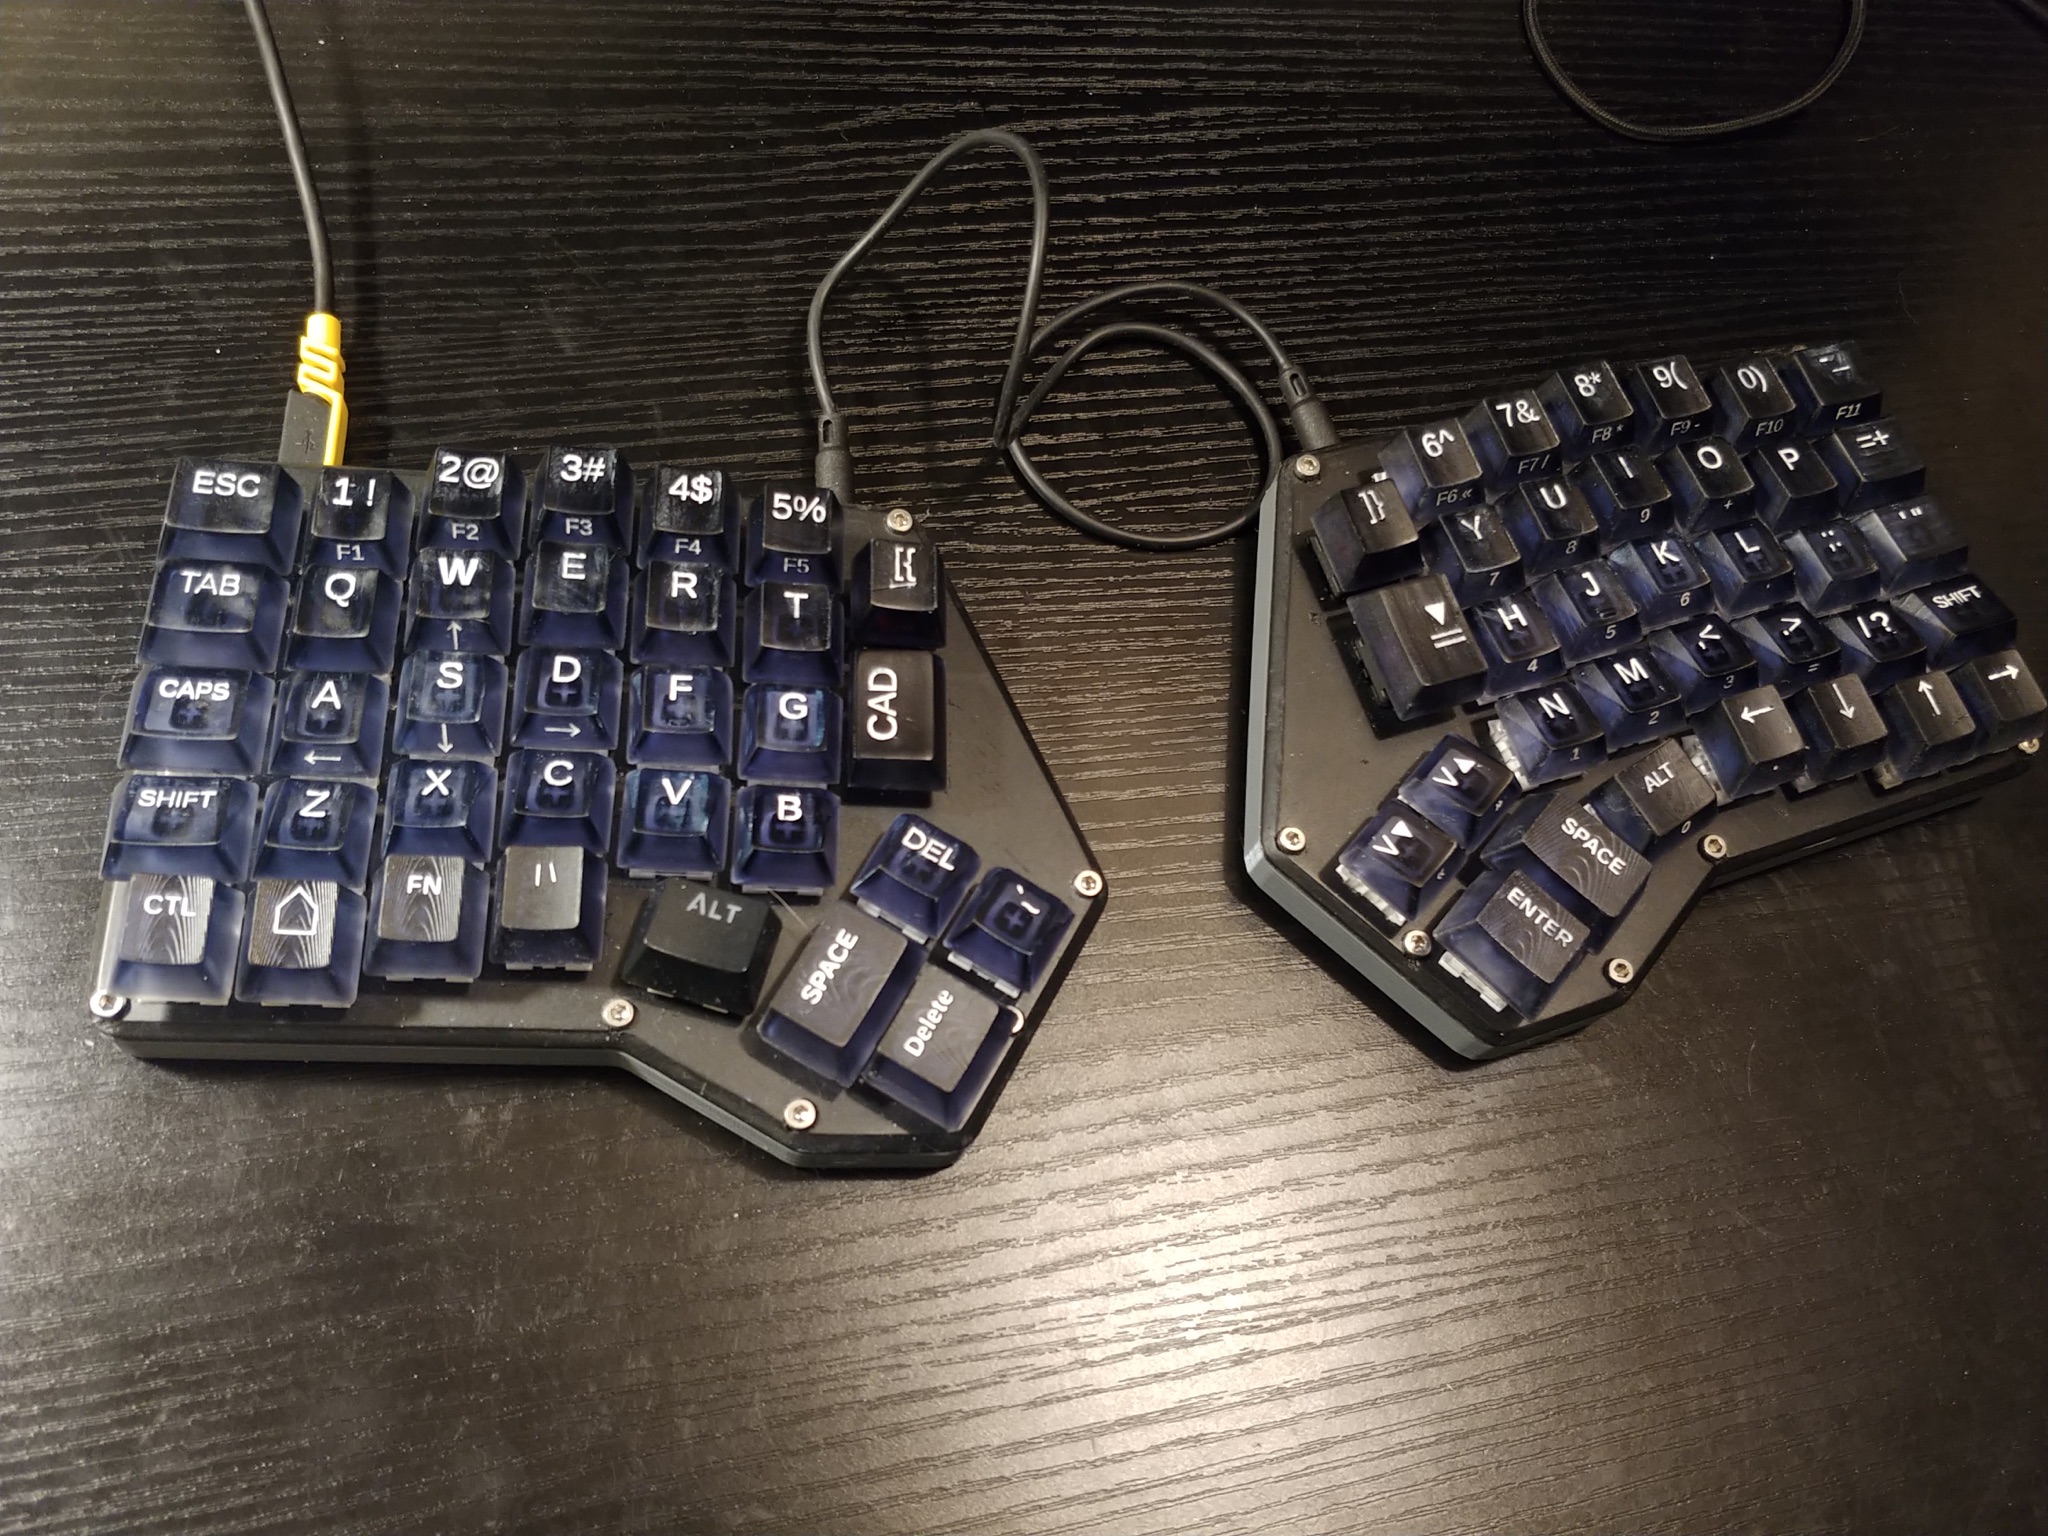 ESC 1! 2@ 3# 4$ 5%
F1 F2 F3 F4 F5
TAB Q W E R T [{
↑
CAPS A S D F G CAD
← ↓ →
SHIFT Z X C V B
CTL FN ALT
DEL
SPACE Delete
6^ 7& 8* 9( 0)
F6 « F7 / F8 * F9 - F10 F11
]} Y U I O P =+
7 8 9 +
H J K L ;: '"
4 5 6 .
N M < > /? SHIFT
1 2 3 =
← ↓ ↑ →
ALT
0
SPACE
ENTER